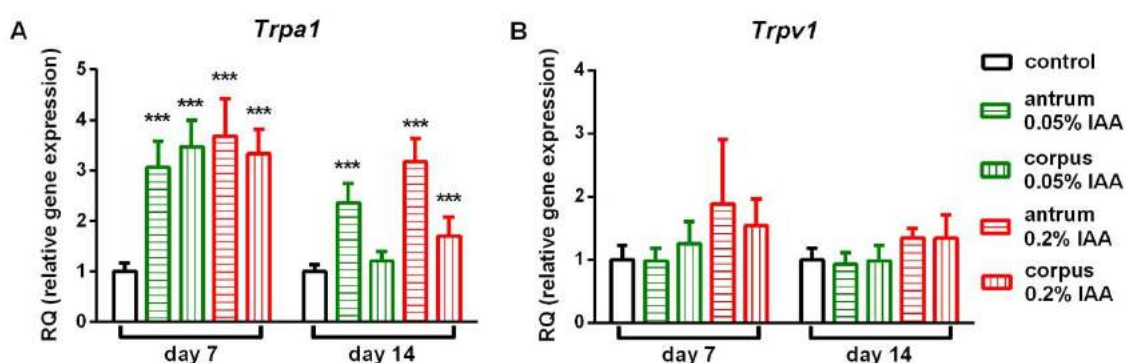 A
Trpa1
RQ (relative gene expression)
5
4
3
2
1
0
***
***
***
***
***
***
***
day 7
day 14
B
Trpv1
RQ (relative gene expression)
4
3
2
1
0
day 7
day 14
control
antrum
0.05% IAA
corpus
0.05% IAA
antrum
0.2% IAA
corpus
0.2% IAA